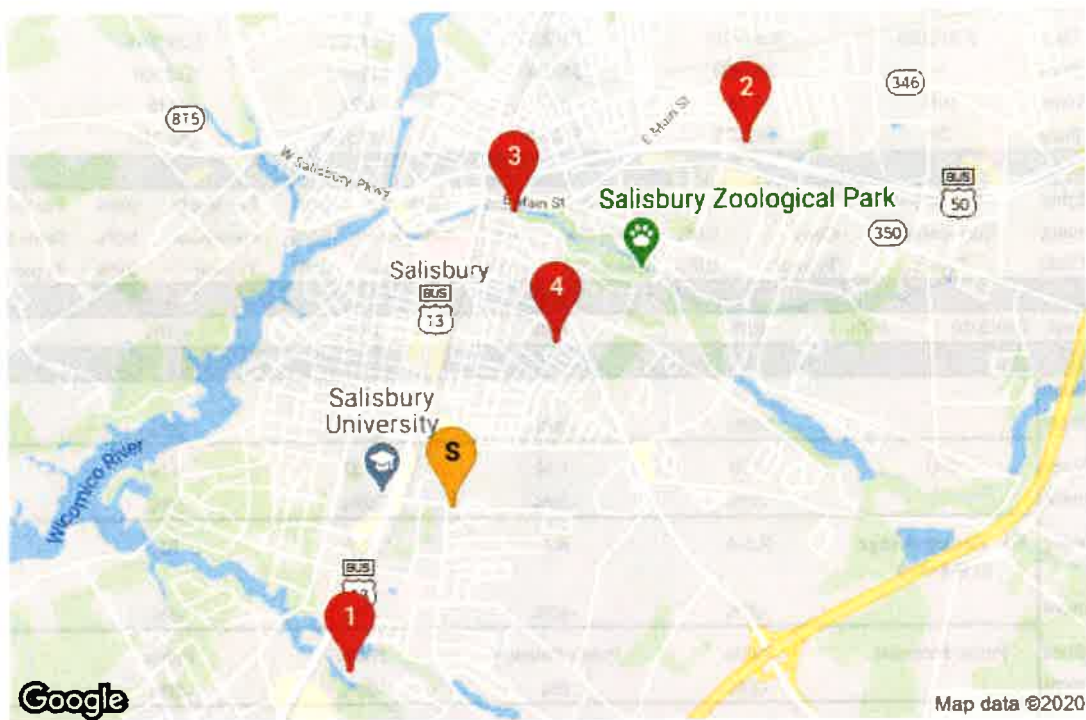 2
346
815
E Main St
3
W Salisbury Pkwy
BUS
50
E Main St
Salisbury Zoological Park
350
Salisbury
BUS
13
4
Salisbury
University
S
Wicomico River
BUS
1
Google
Map data ©2020